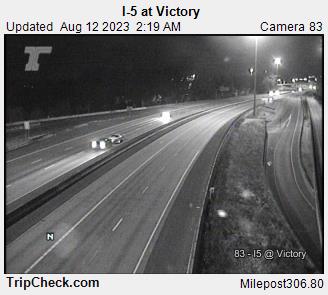 I-5 at Victory
Updated Aug 12 2023 2:19 AM Camera 83
T
N
83 - I5 @ Victory
TripCheck.com Milepost306.80